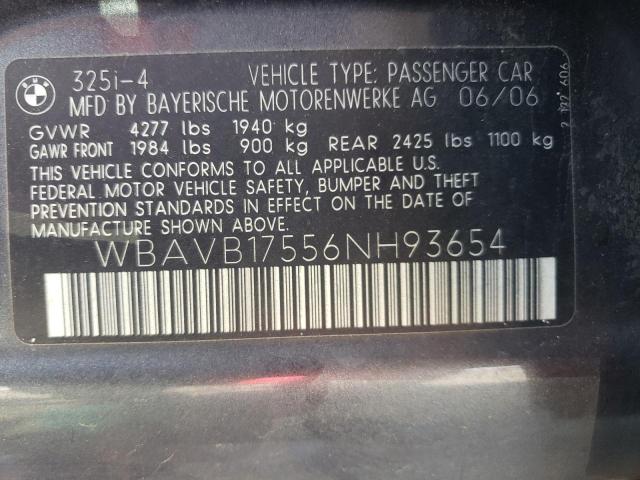 BMW
325i-4 VEHICLE TYPE: PASSENGER CAR
MFD BY BAYERISCHE MOTORENWERKE AG 06/06
GVWR 4277 lbs 1940 kg
GAWR FRONT 1984 lbs 900 kg REAR 2425 lbs 1100 kg
THIS VEHICLE CONFORMS TO ALL APPLICABLE U.S.
FEDERAL MOTOR VEHICLE SAFETY, BUMPER AND THEFT
PREVENTION STANDARDS IN EFFECT ON THE DATE OF
MANUFACTURE SHOWN ABOVE.
WBAVB17556NH93654